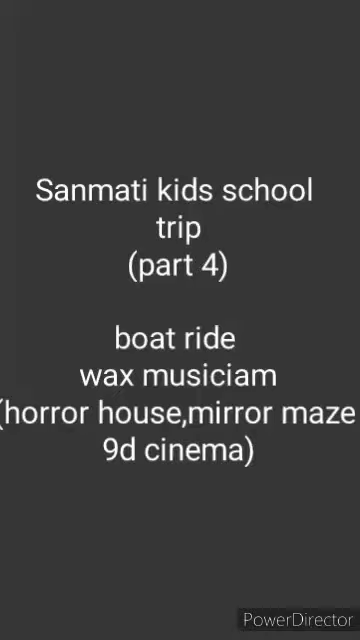 Sanmati kids school
trip
(part 4)
boat ride
wax musiciam
(horror house,mirror maze
9d cinema)
PowerDirector